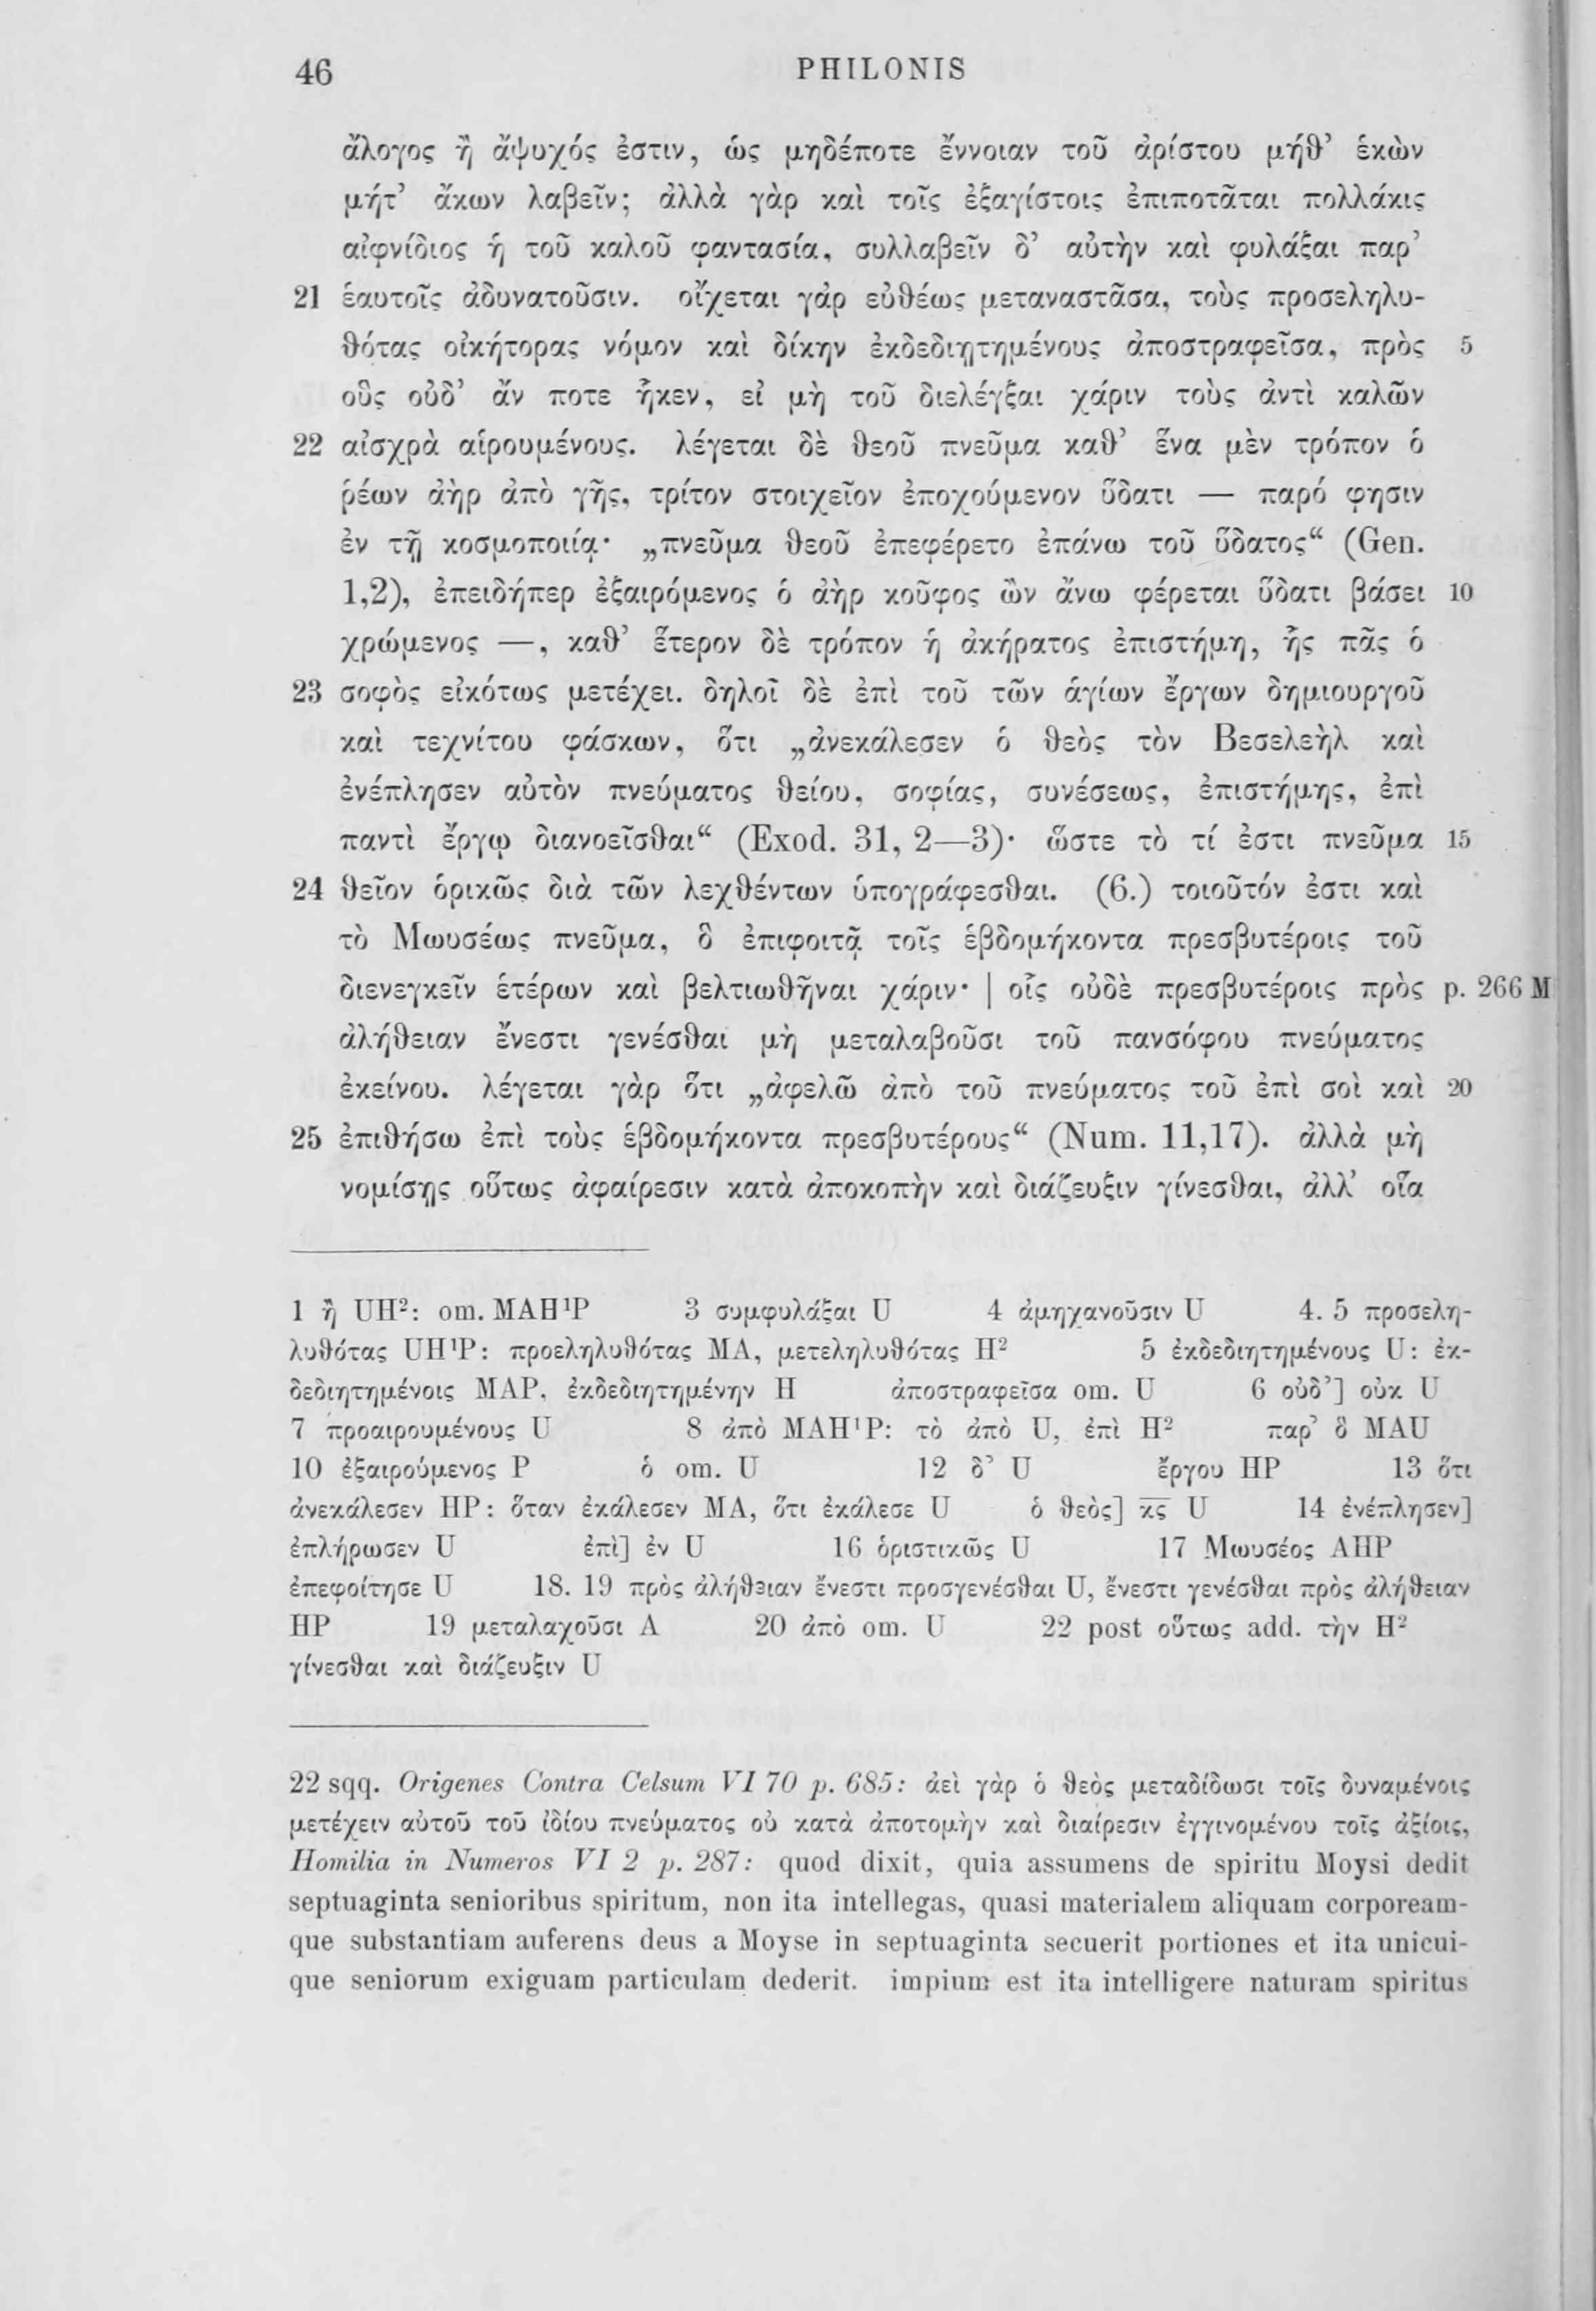 46 PHILONIS
ἄλογος ἢ ἄψυχός ἐστιν, ὡς μηδέποτε ἔννοιαν τοῦ ἀρίστου μήθ’ ἑκὼν
μήτ’ ἄκων λαβεῖν; ἀλλὰ γὰρ καὶ τοῖς ἐξαγίστοις ἐπιποτᾶται πολλάκις
αἰφνίδιος ἡ τοῦ καλοῦ φαντασία, συλλαβεῖν δ’ αὐτὴν καὶ φυλάξαι παρ’
21 ἑαυτοῖς ἀδυνατοῦσιν. οἴχεται γάρ εὐθέως μεταναστᾶσα, τοὺς προσεληλυ-
θότας οἰκήτορας νόμον καὶ δίκην ἐκδεδιῃτημένους ἀποστραφεῖσα, πρὸς 5
οὓς οὐδ’ ἄν ποτε ἧκεν, εἰ μὴ τοῦ διελέγξαι χάριν τοὺς ἀντὶ καλῶν
22 αἰσχρὰ αἱρουμένους. λέγεται δὲ θεοῦ πνεῦμα καθ’ ἕνα μὲν τρόπον ὁ
ῥέων ἀὴρ ἀπὸ γῆς, τρίτον στοιχεῖον ἐποχούμενον ὕδατι — παρό φησιν
ἐν τῇ κοσμοποιίᾳ· „πνεῦμα θεοῦ ἐπεφέρετο ἐπάνω τοῦ ὕδατος“ (Gen.
1,2), ἐπειδήπερ ἐξαιρόμενος ὁ ἀὴρ κοῦφος ὢν ἄνω φέρεται ὕδατι βάσει 10
χρώμενος —, καθ’ ἕτερον δὲ τρόπον ἡ ἀκήρατος ἐπιστήμη, ἧς πᾶς ὁ
23 σοφὸς εἰκότως μετέχει. δηλοῖ δὲ ἐπὶ τοῦ τῶν ἁγίων ἔργων δημιουργοῦ
καὶ τεχνίτου φάσκων, ὅτι „ἀνεκάλεσεν ὁ θεὸς τὸν Βεσελεὴλ καὶ
ἐνέπλησεν αὐτὸν πνεύματος θείου, σοφίας, συνέσεως, ἐπιστήμης, ἐπὶ
παντὶ ἔργῳ διανοεῖσθαι“ (Exod. 31, 2—3)· ὥστε τὸ τί ἐστι πνεῦμα 15
24 θεῖον ὁρικῶς διὰ τῶν λεχθέντων ὑπογράφεσθαι. (6.) τοιοῦτόν ἐστι καὶ
τὸ Μωυσέως πνεῦμα, ὃ ἐπιφοιτᾷ τοῖς ἑβδομήκοντα πρεσβυτέροις τοῦ
διενεγκεῖν ἑτέρων καὶ βελτιωθῆναι χάριν· | οἷς οὐδὲ πρεσβυτέροις πρὸς p. 266 M
ἀλήθειαν ἔνεστι γενέσθαι μὴ μεταλαβοῦσι τοῦ πανσόφου πνεύματος
ἐκείνου. λέγεται γὰρ ὅτι „ἀφελῶ ἀπὸ τοῦ πνεύματος τοῦ ἐπὶ σοὶ καὶ 20
25 ἐπιθήσω ἐπὶ τοὺς ἑβδομήκοντα πρεσβυτέρους“ (Num. 11,17). ἀλλὰ μὴ
νομίσῃς οὕτως ἀφαίρεσιν κατὰ ἀποκοπὴν καὶ διάζευξιν γίνεσθαι, ἀλλ’ οἵα
1 ἢ UH²: om. MAH¹P 3 συμφυλάξαι U 4 ἀμηχανοῦσιν U 4. 5 προσελη-
λυθότας UH¹P: προεληλυθότας MA, μετεληλυθότας H² 5 ἐκδεδιῃτημένους U: ἐκ-
δεδιῃτημένοις MAP, ἐκδεδιῃτημένην H ἀποστραφεῖσα om. U 6 οὐδ’] οὐκ U
7 προαιρουμένους U 8 ἀπὸ MAH¹P: τὸ ἀπὸ U, ἐπὶ H² παρ’ ὃ MAU
10 ἐξαιρούμενος P ὁ om. U 12 δ’ U ἔργου HP 13 ὅτι
ἀνεκάλεσεν HP: ὅταν ἐκάλεσεν MA, ὅτι ἐκάλεσε U ὁ θεὸς] κς U 14 ἐνέπλησεν]
ἐπλήρωσεν U ἐπὶ] ἐν U 16 ὁριστικῶς U 17 Μωυσέος AHP
ἐπεφοίτησε U 18. 19 πρὸς ἀλήθειαν ἔνεστι προσγενέσθαι U, ἔνεστι γενέσθαι πρὸς ἀλήθειαν
HP 19 μεταλαχοῦσι A 20 ἀπὸ om. U 22 post οὕτως add. τὴν H²
γίνεσθαι καὶ διάζευξιν U
22 sqq. Origenes Contra Celsum VI 70 p. 685: ἀεὶ γὰρ ὁ θεὸς μεταδίδωσι τοῖς δυναμένοις
μετέχειν αὐτοῦ τοῦ ἰδίου πνεύματος οὐ κατὰ ἀποτομὴν καὶ διαίρεσιν ἐγγινομένου τοῖς ἀξίοις,
Homilia in Numeros VI 2 p. 287: quod dixit, quia assumens de spiritu Moysi dedit
septuaginta senioribus spiritum, non ita intellegas, quasi materialem aliquam corpoream-
que substantiam auferens deus a Moyse in septuaginta secuerit portiones et ita unicui-
que seniorum exiguam particulam dederit. impium est ita intelligere naturam spiritus